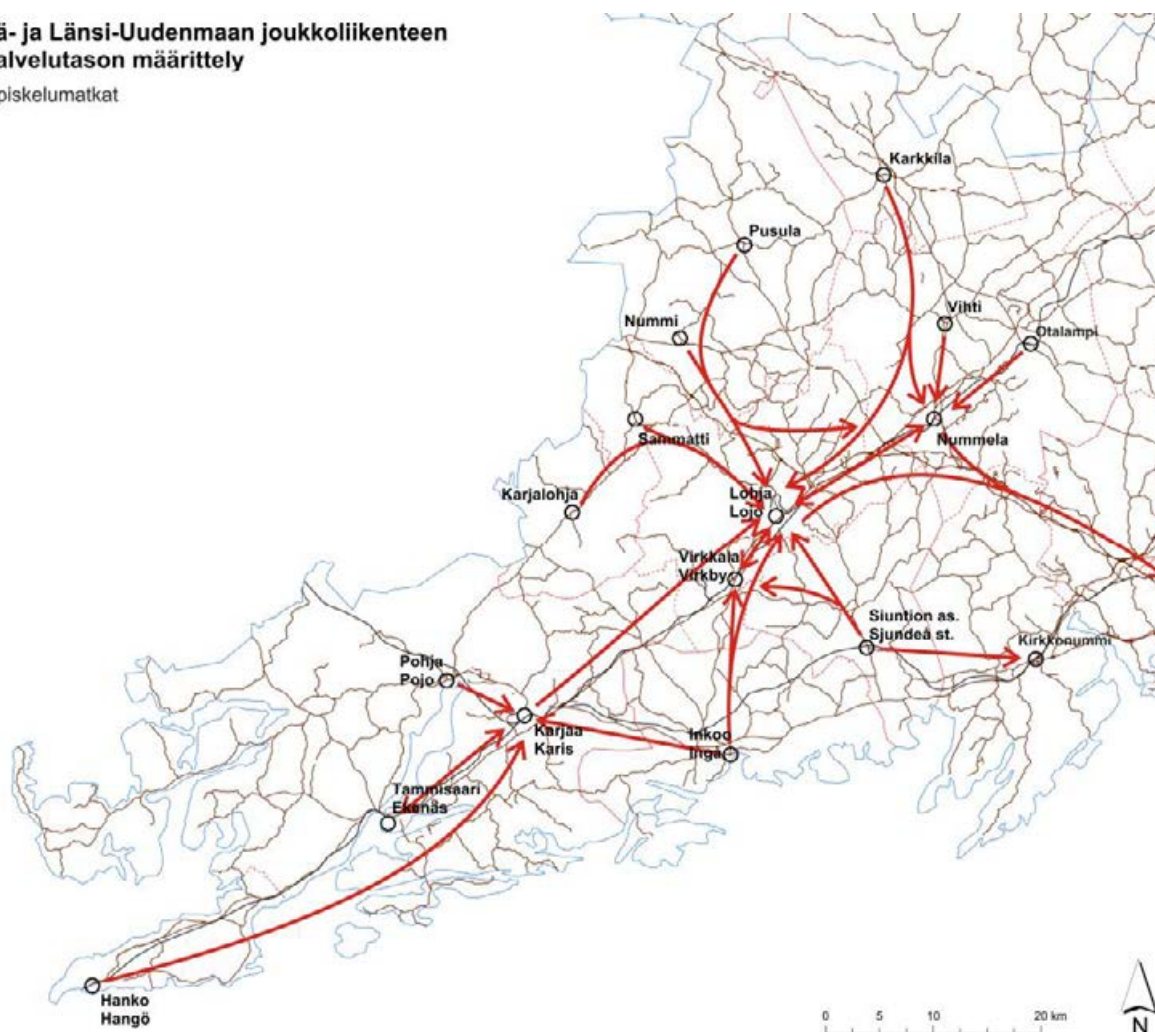 ä- ja Länsi-Uudenmaan joukkoliikenteen
alvelutason määrittely
piskelumatkat
Karkkila
Pusula
Vihti
Nummi
Otalampi
Sammatti
Nummela
Karjalohja
Lohja
Lojo
Virkkala
Virkby
Siuntion as.
Sjundeå st.
Kirkkonummi
Pohja
Pojo
Karjaa
Karis
Inkoo
Ingå
Tammisaari
Ekenäs
Hanko
Hangö
0 5 10 20 km
N